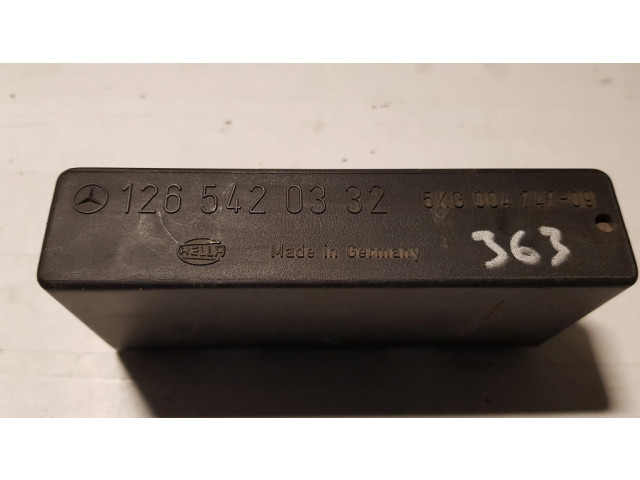 126 542 03 32 5KG 004 747-09
HELLA Made in Germany 363